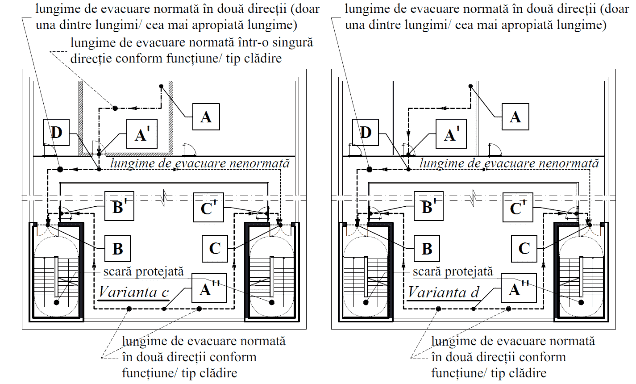 lungime de evacuare normată în două direcții (doar
una dintre lungimi/ cea mai apropiată lungime)
lungime de evacuare normată într-o singură
direcție conform funcțiune/ tip clădire
A
D
A'
lungime de evacuare nenormată
B'
C'
B
C
scară protejată
Varianta c
A''
lungime de evacuare normată
în două direcții conform
funcțiune/ tip clădire
lungime de evacuare normată în două direcții (doar
una dintre lungimi/ cea mai apropiată lungime)
A
D
A'
lungime de evacuare nenormată
B'
C'
B
C
scară protejată
Varianta d
A''
lungime de evacuare normată
în două direcții conform
funcțiune/ tip clădire